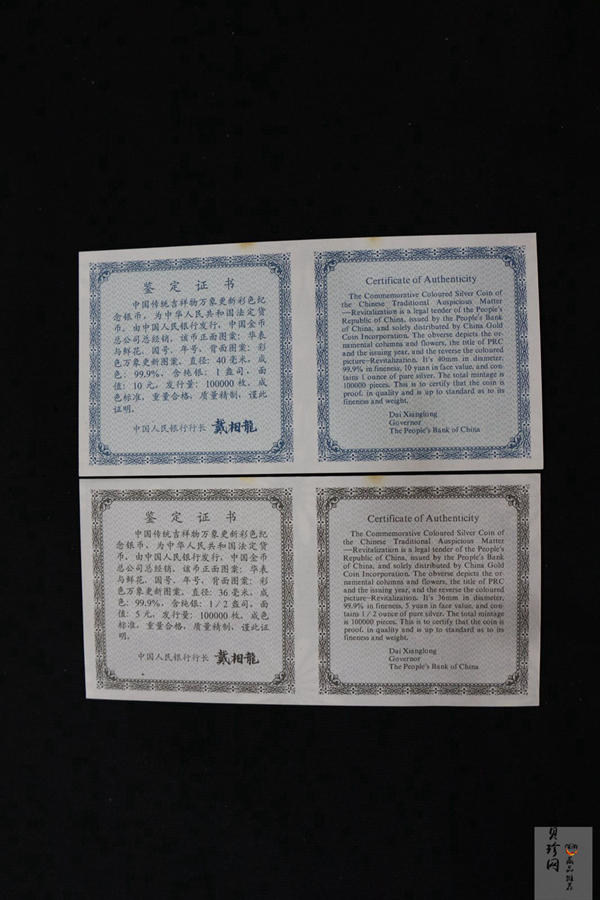 鉴定证书
中国传统吉祥物万象更新彩色纪
念银币，为中华人民共和国法定货
币，由中国人民银行发行，中国金币
总公司总经销，该币正面图案：华表
与鲜花、国号、年号，背面图案：彩
色万象更新图案，直径：40毫米，成
色：99.9%，含纯银：1盎司，面
值：10元，发行量：100000枚，成
色标准，重量合格，质量精制，谨此
证明。
中国人民银行行长 戴相龍
Certificate of Authenticity
The Commemorative Coloured Silver Coin of
the Chinese Traditional Auspicious Matter
—Revitalization is a legal tender of the People's
Republic of China, issued by the People's Bank
of China, and solely distributed by China Gold
Coin Incorporation. The obverse depicts the or-
namental columns and flowers, the title of PRC
and the issuing year, and the reverse the coloured
picture—Revitalization. It's 40mm in diameter,
99.9% in fineness, 10 yuan in face value, and con-
tains 1 ounce of pure silver. The total mintage is
100000 pieces. This is to certify that the coin is
proof, in quality and is up to standard as to its
fineness and weight.
Dai Xianglong
Governor
The People's Bank of China
鉴定证书
中国传统吉祥物万象更新彩色纪
念银币，为中华人民共和国法定货
币，由中国人民银行发行，中国金币
总公司总经销，该币正面图案：华表
与鲜花、国号、年号，背面图案：彩
色万象更新图案，直径：36毫米，成
色：99.9%，含纯银：1/2盎司，面
值：5元，发行量：100000枚，成色
标准，重量合格，质量精制，谨此证
明。
中国人民银行行长 戴相龍
Certificate of Authenticity
The Commemorative Coloured Silver Coin of
the Chinese Traditional Auspicious Matter
—Revitalization is a legal tender of the People's
Republic of China, issued by the People's Bank
of China, and solely distributed by China Gold
Coin Incorporation. The obverse depicts the or-
namental columns and flowers, the title of PRC
and the issuing year, and the reverse the coloured
picture—Revitalization. It's 36mm in diameter,
99.9% in fineness, 5 yuan in face value, and con-
tains 1/2 ounce of pure silver. The total mintage
is 100000 pieces. This is to certify that the coin is
proof, in quality and is up to standard as to its
fineness and weight.
Dai Xianglong
Governor
The People's Bank of China
贝珍网
藏品推荐